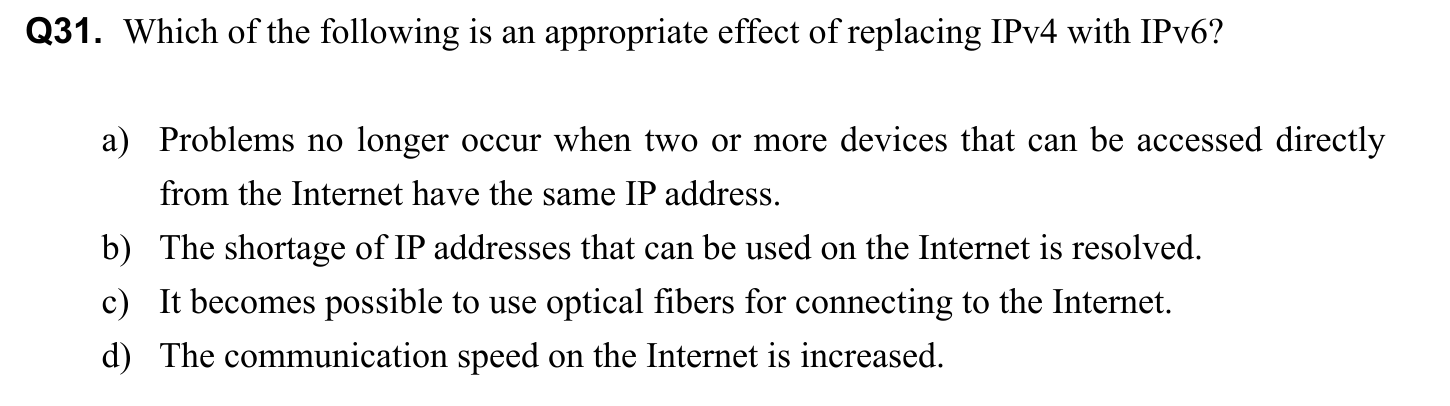 Q31. Which of the following is an appropriate effect of replacing IPv4 with IPv6?
a) Problems no longer occur when two or more devices that can be accessed directly
from the Internet have the same IP address.
b) The shortage of IP addresses that can be used on the Internet is resolved.
c) It becomes possible to use optical fibers for connecting to the Internet.
d) The communication speed on the Internet is increased.